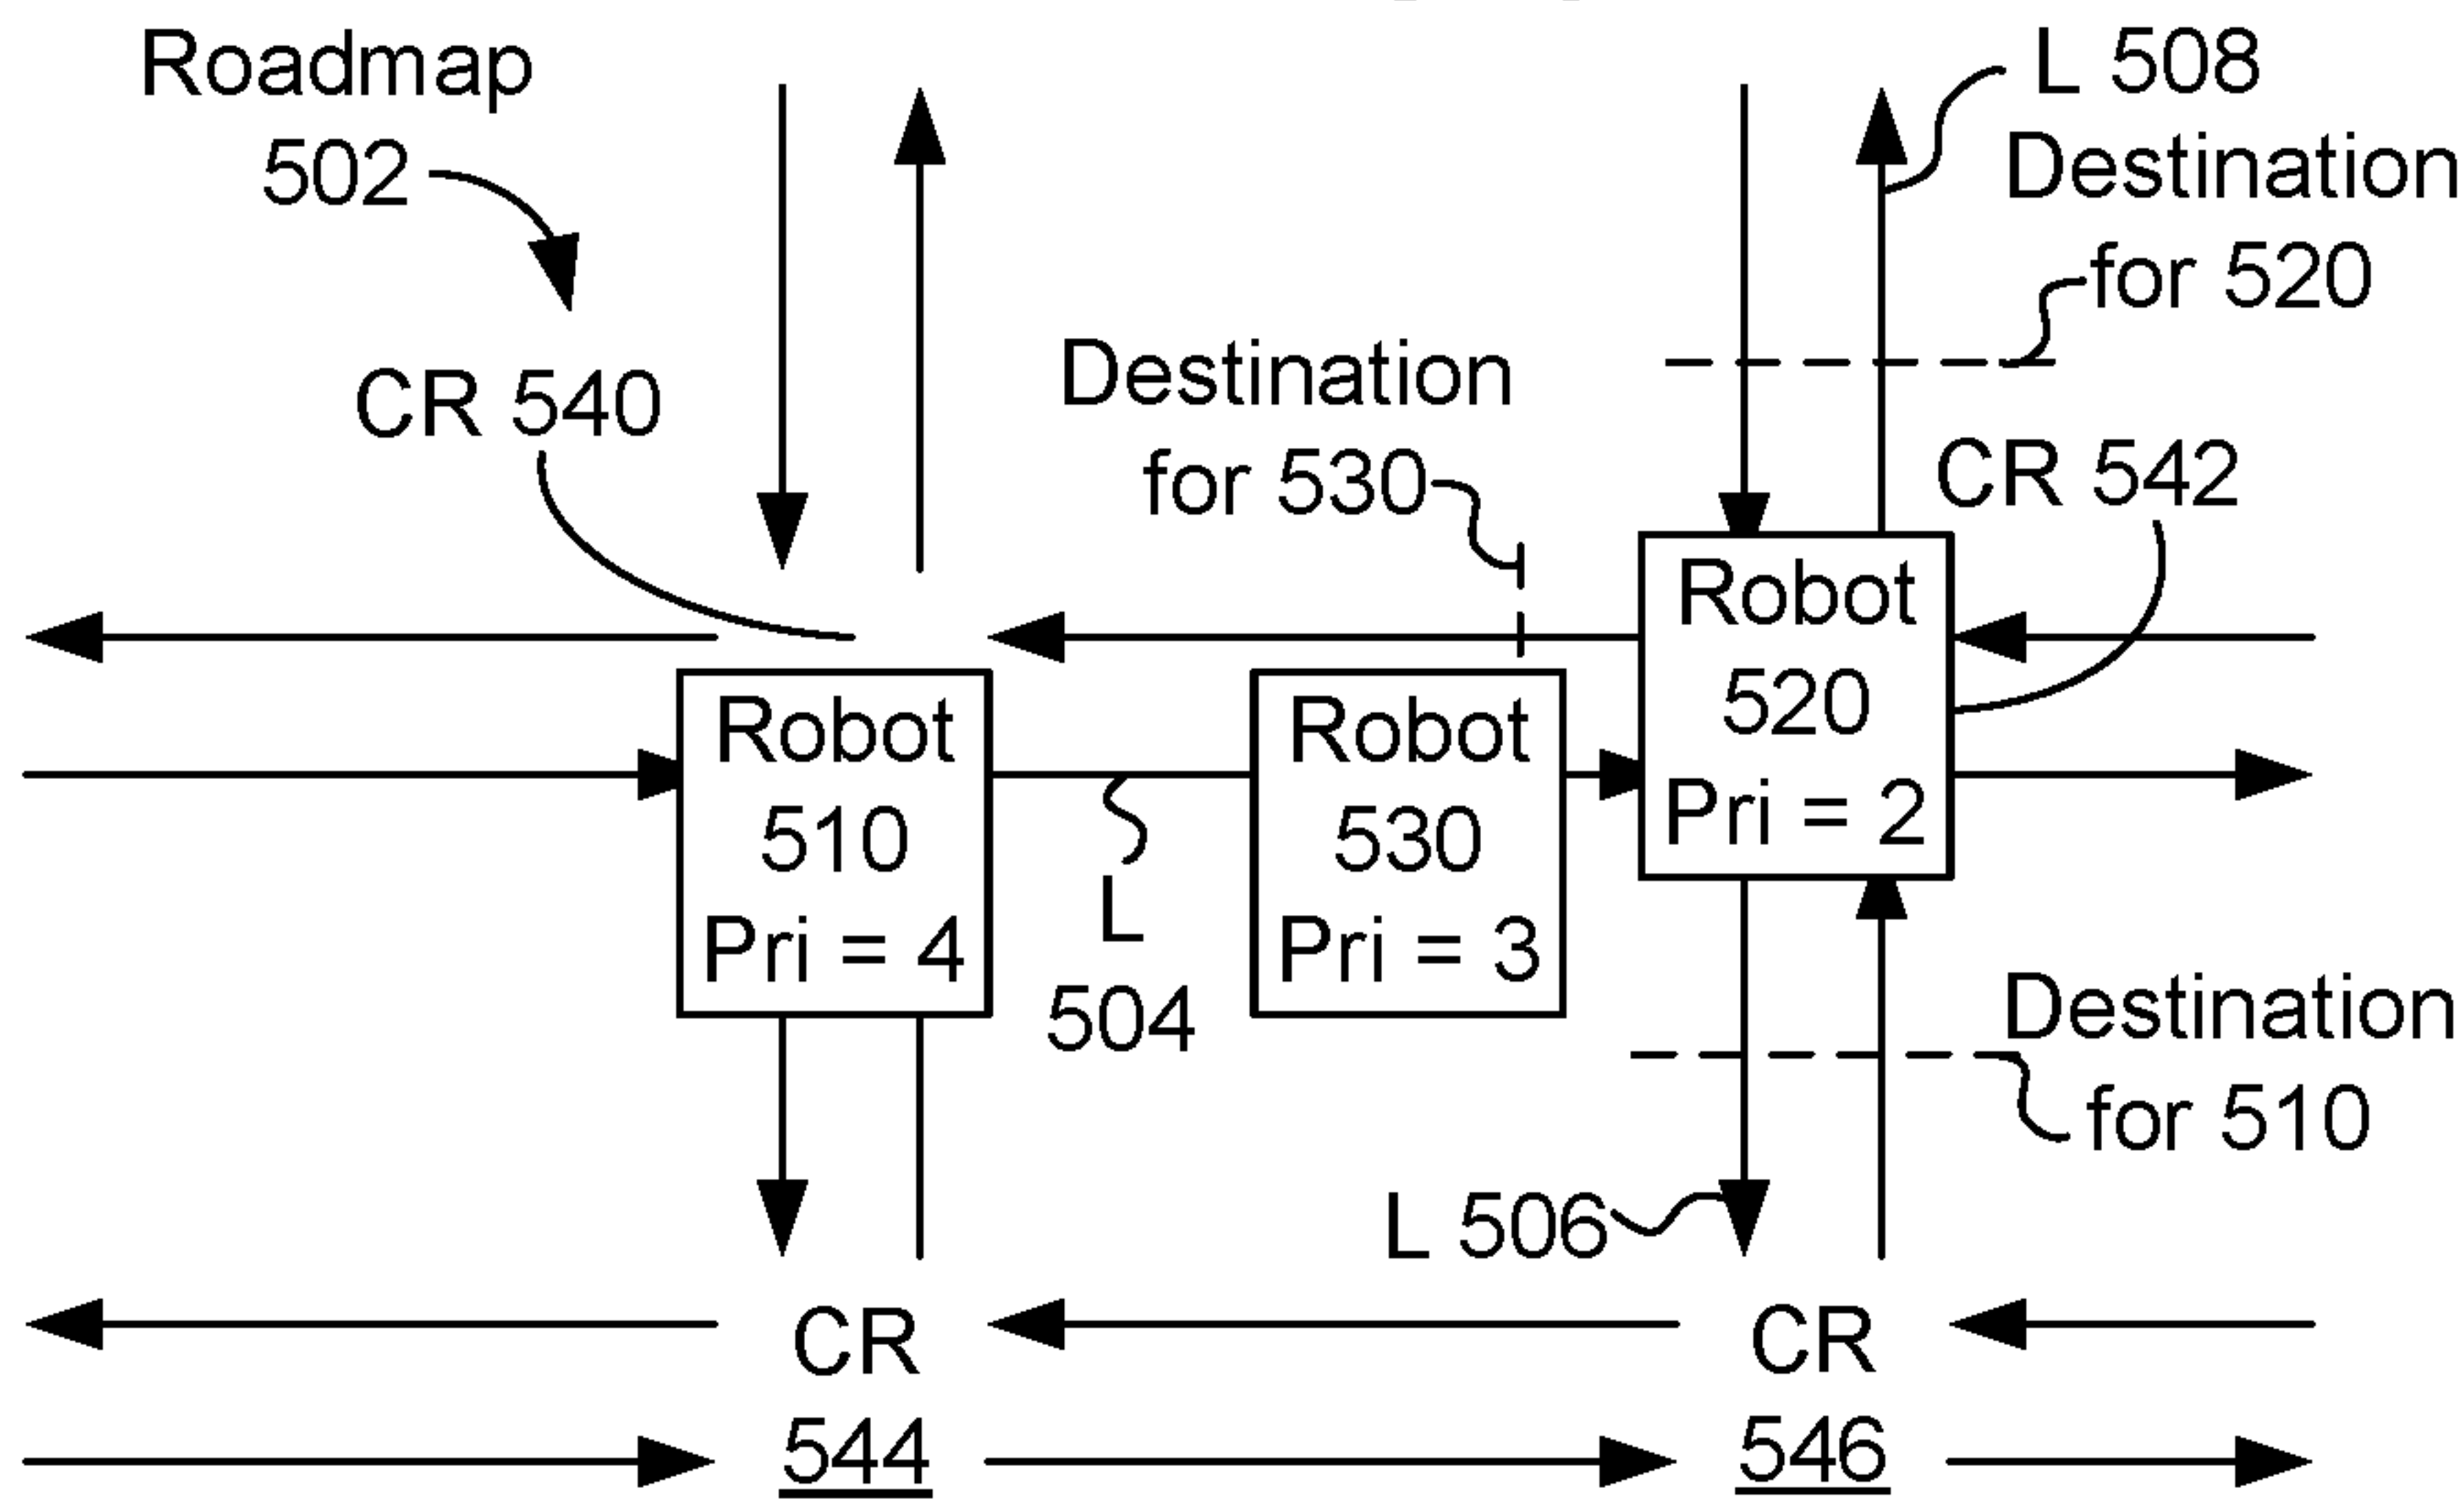 Roadmap
502
L 508
Destination
for 520
CR 540
Destination
for 530
CR 542
Robot
520
Pri = 2
Robot
510
Pri = 4
Robot
530
Pri = 3
L
504
Destination
for 510
L 506
CR
544
CR
546